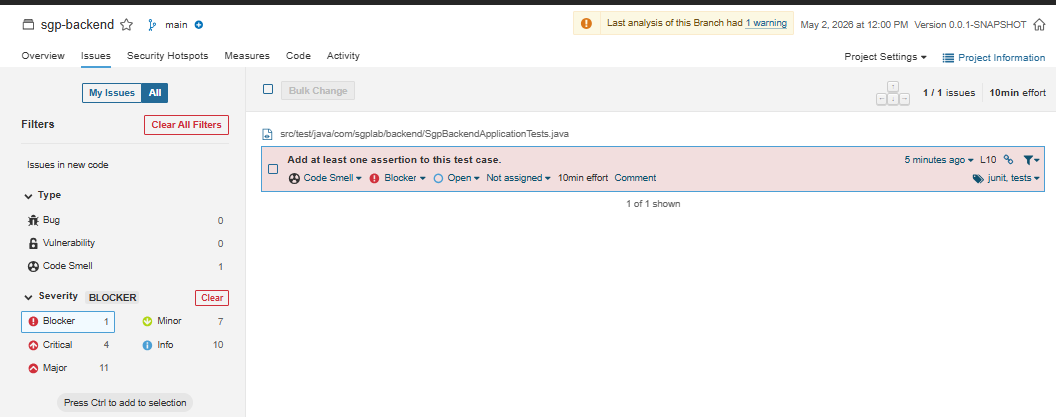 sgp-backend main Last analysis of this Branch had 1 warning May 2, 2026 at 12:00 PM Version 0.0.1-SNAPSHOT
Overview Issues Security Hotspots Measures Code Activity Project Settings Project Information
My Issues All
Bulk Change 1 / 1 issues 10min effort
Filters Clear All Filters
Issues in new code
Type
Bug 0
Vulnerability 0
Code Smell 1
Severity BLOCKER Clear
Blocker 1 Minor 7
Critical 4 Info 10
Major 11
Press Ctrl to add to selection
src/test/java/com/sgplab/backend/SgpBackendApplicationTests.java
Add at least one assertion to this test case. 5 minutes ago L10
Code Smell Blocker Open Not assigned 10min effort Comment junit, tests
1 of 1 shown